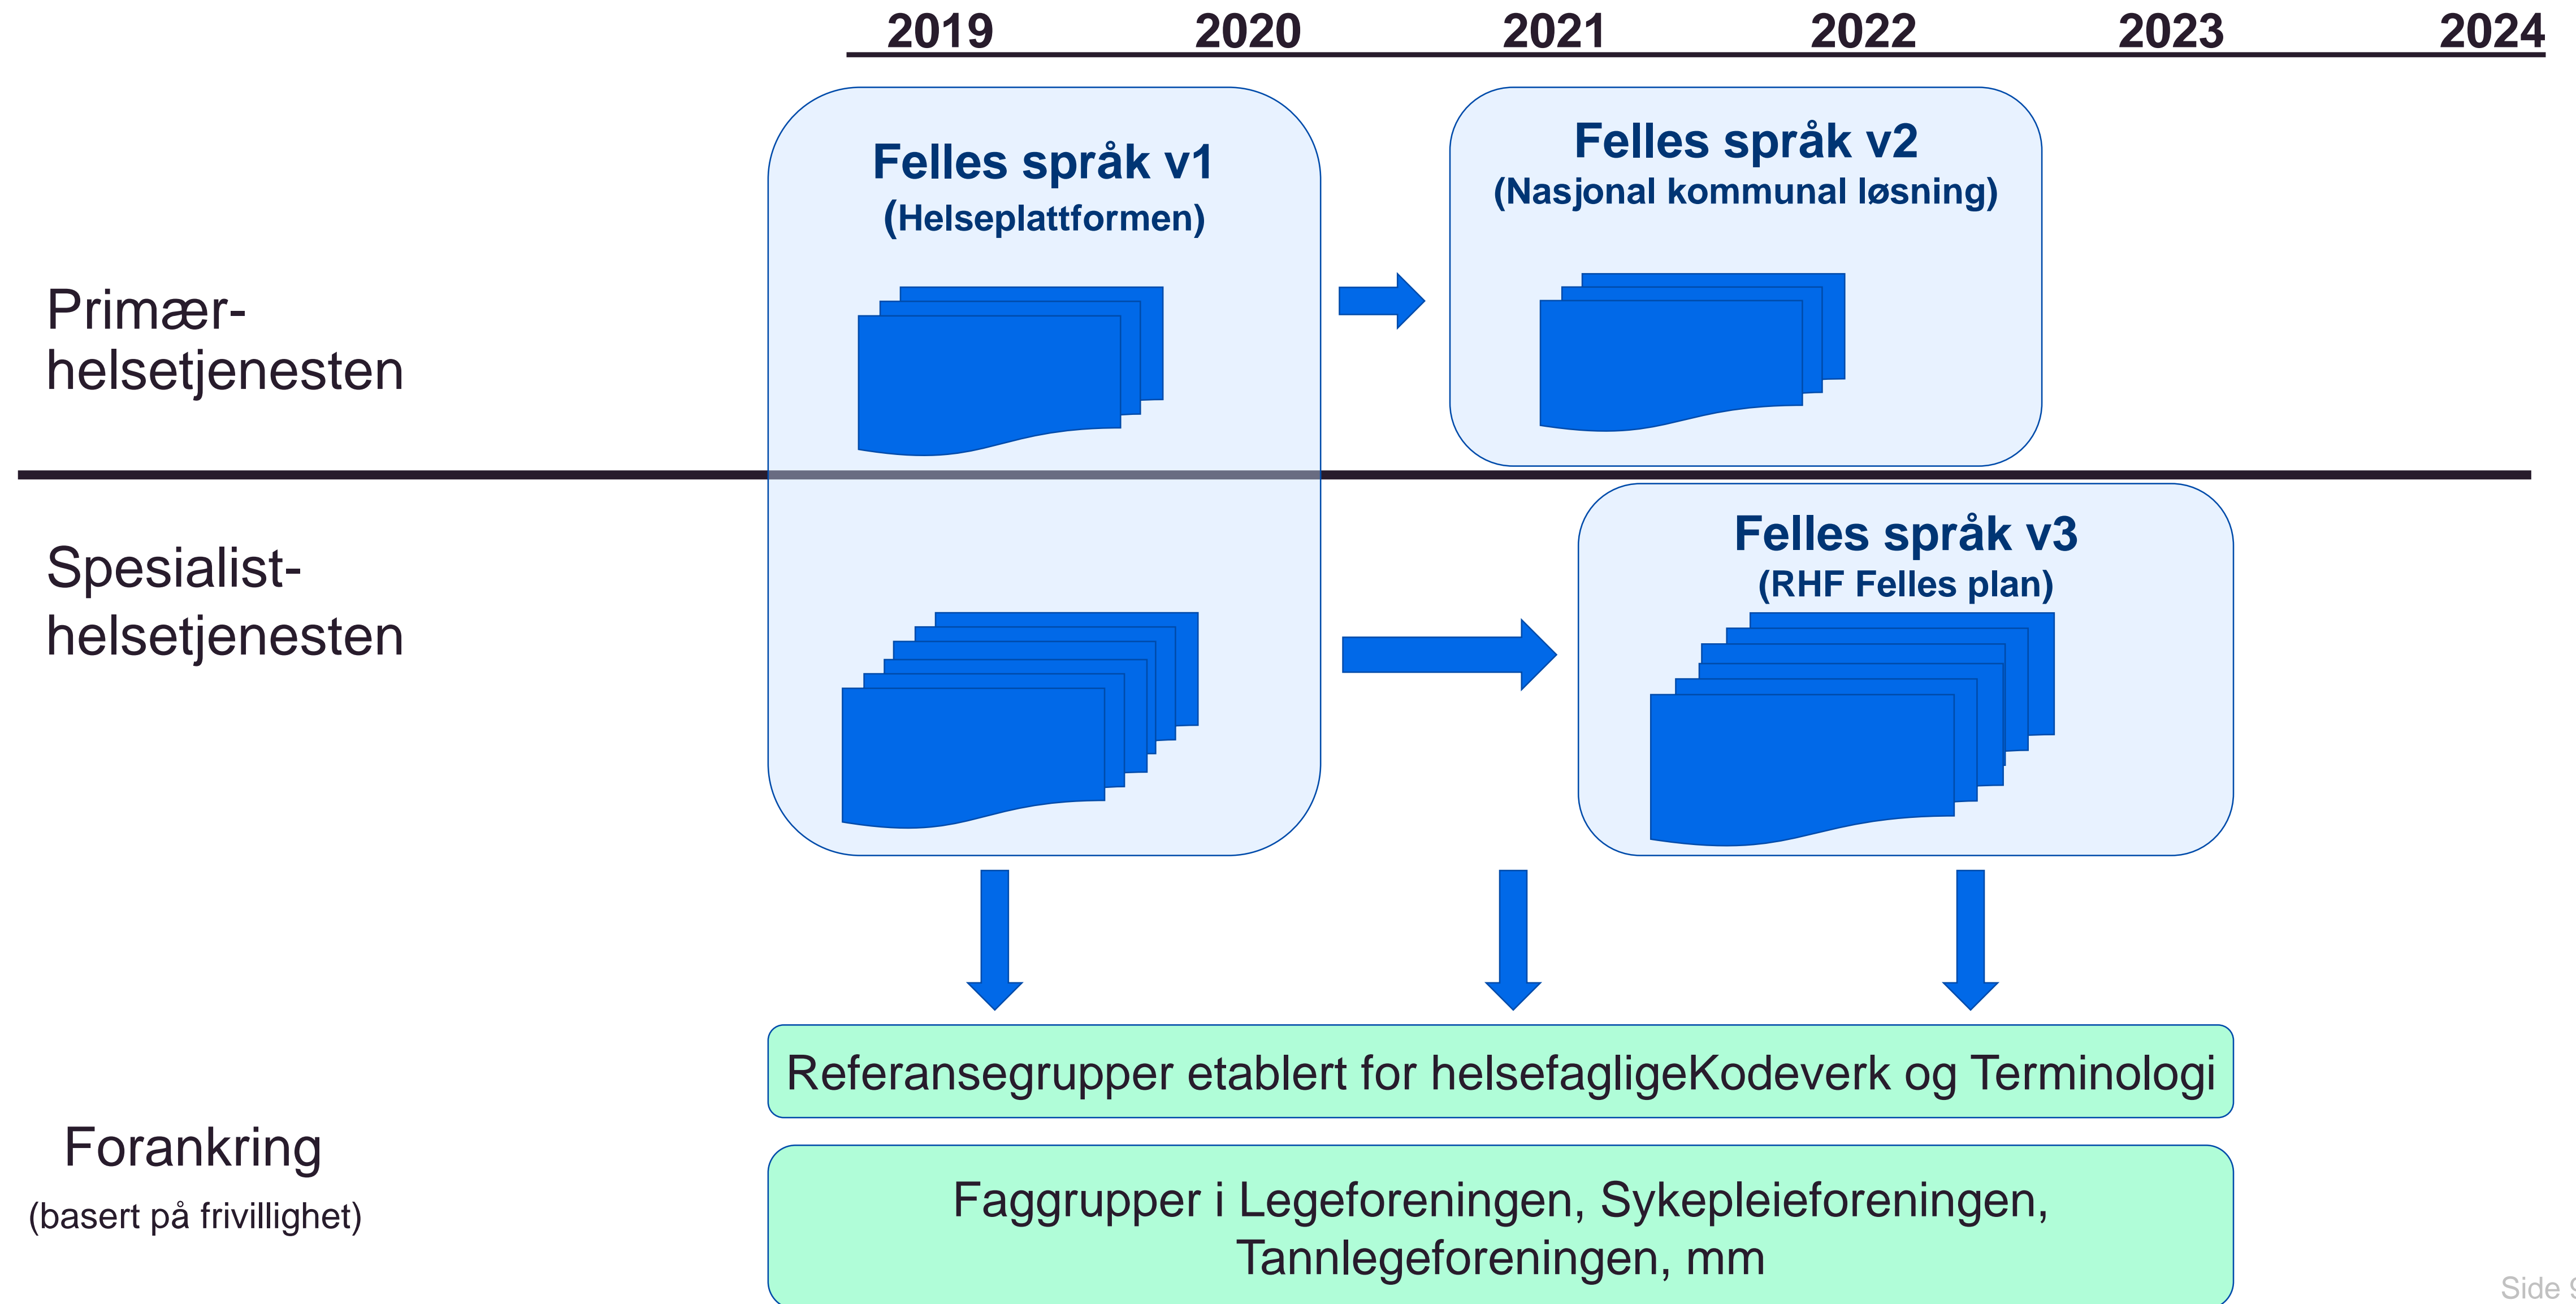 2019 2020 2021 2022 2023 2024
Felles språk v1
(Helseplattformen)
Felles språk v2
(Nasjonal kommunal løsning)
Primær-
helsetjenesten
Spesialist-
helsetjenesten
Felles språk v3
(RHF Felles plan)
Referansegrupper etablert for helsefagligeKodeverk og Terminologi
Forankring
(basert på frivillighet)
Faggrupper i Legeforeningen, Sykepleieforeningen,
Tannlegeforeningen, mm
Side 9